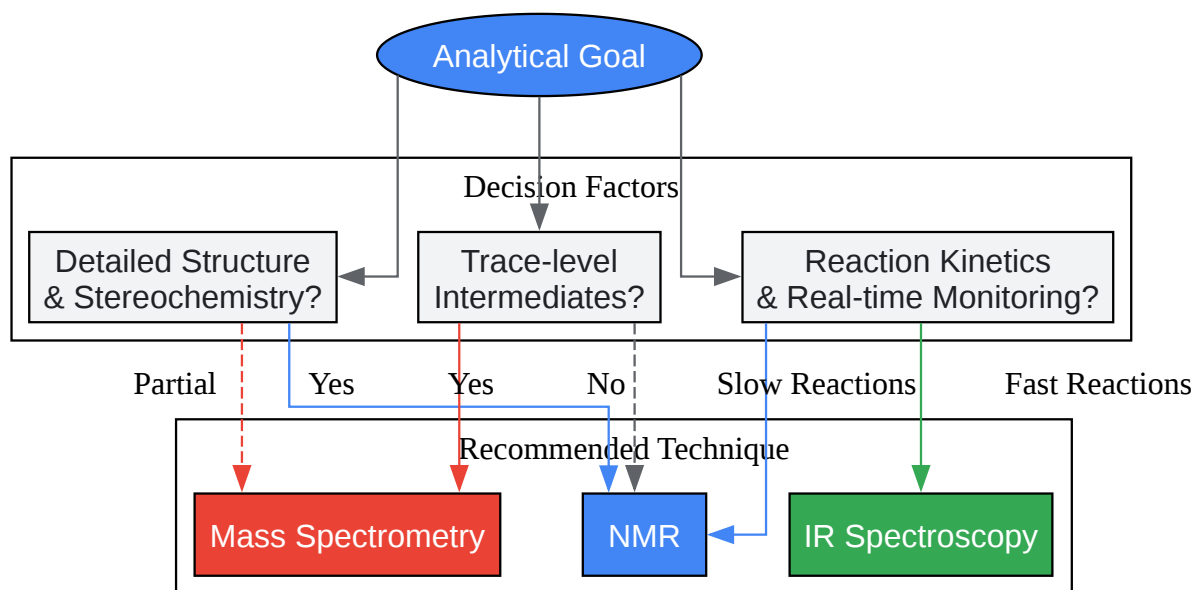 Analytical Goal
Decision Factors
Detailed Structure
& Stereochemistry?
Trace-level
Intermediates?
Reaction Kinetics
& Real-time Monitoring?
Partial
Yes
Yes
No
Slow Reactions
Fast Reactions
Recommended Technique
Mass Spectrometry
NMR
IR Spectroscopy